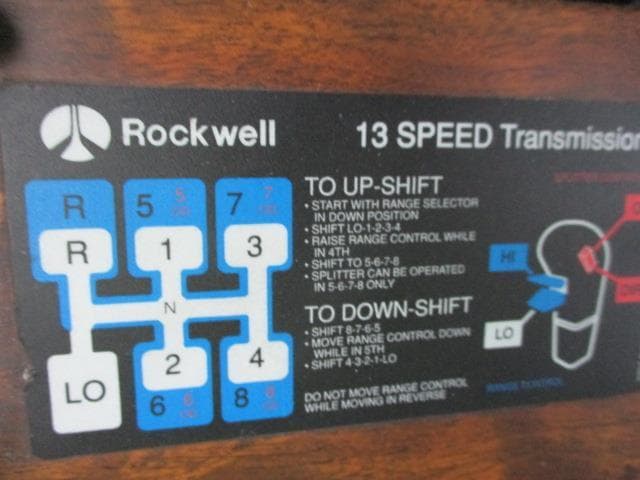 Rockwell
13 SPEED Transmission
R 5 7
R 1 3
N
2 4
LO
6 8
TO UP-SHIFT
• START WITH RANGE SELECTOR
IN DOWN POSITION
• SHIFT LO-1-2-3-4
• RAISE RANGE CONTROL WHILE
IN 4TH
• SHIFT TO 5-6-7-8
• SPLITTER CAN BE OPERATED
IN 5-6-7-8 ONLY
TO DOWN-SHIFT
• SHIFT 8-7-6-5
• MOVE RANGE CONTROL DOWN
WHILE IN 5TH
• SHIFT 4-3-2-1-LO
DO NOT MOVE RANGE CONTROL
WHILE MOVING IN REVERSE
HI
LO
RANGE CONTROL